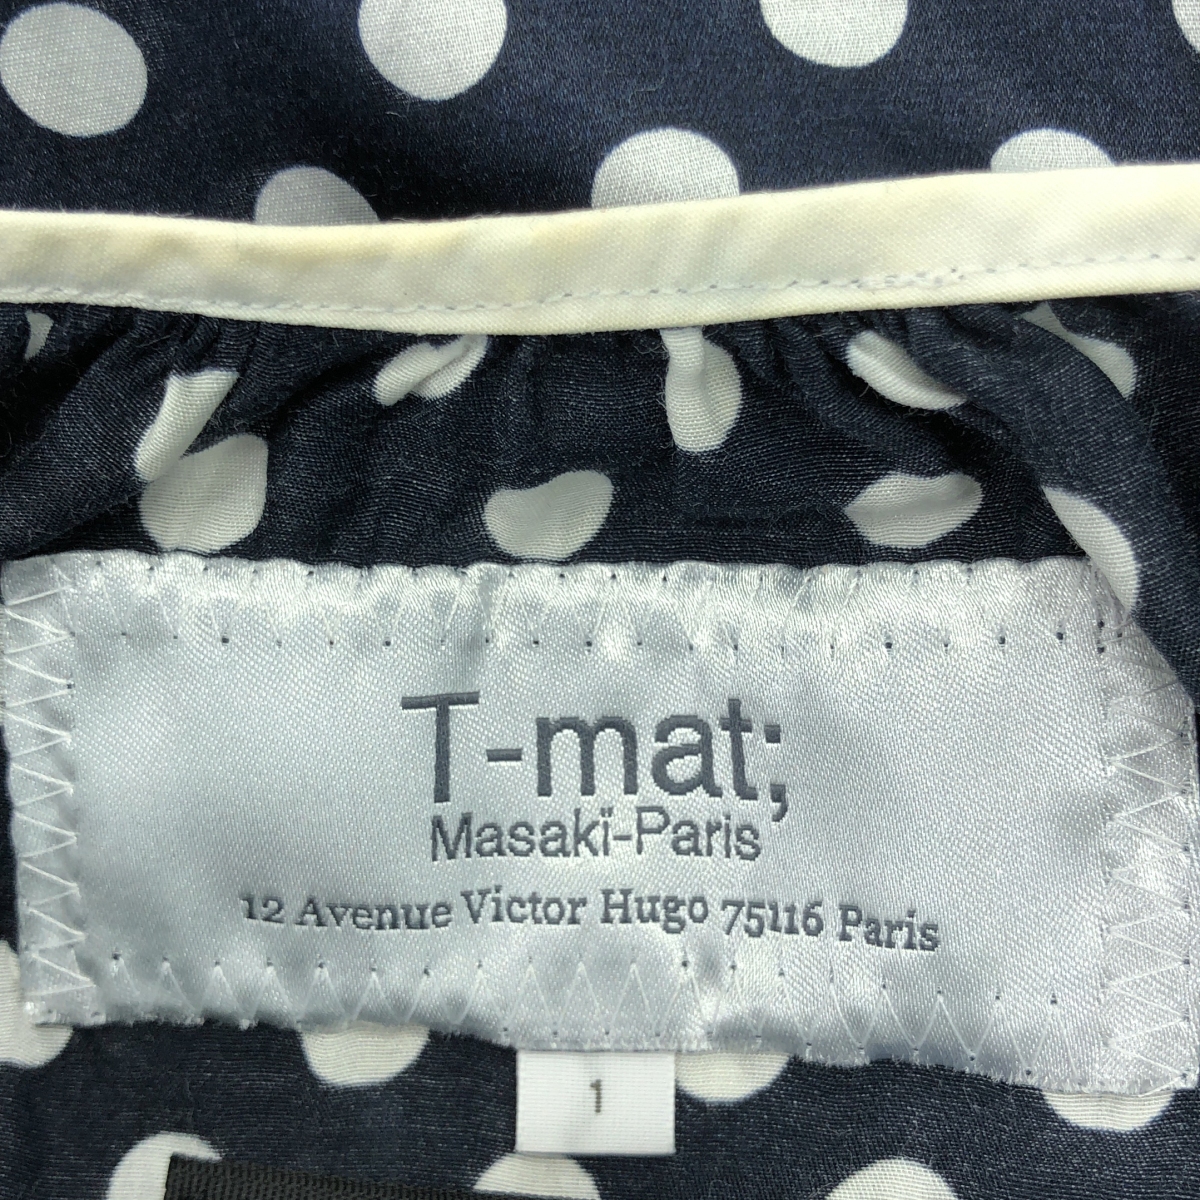 T-mat;
Masakï-Paris
12 Avenue Victor Hugo 75116 Paris
1